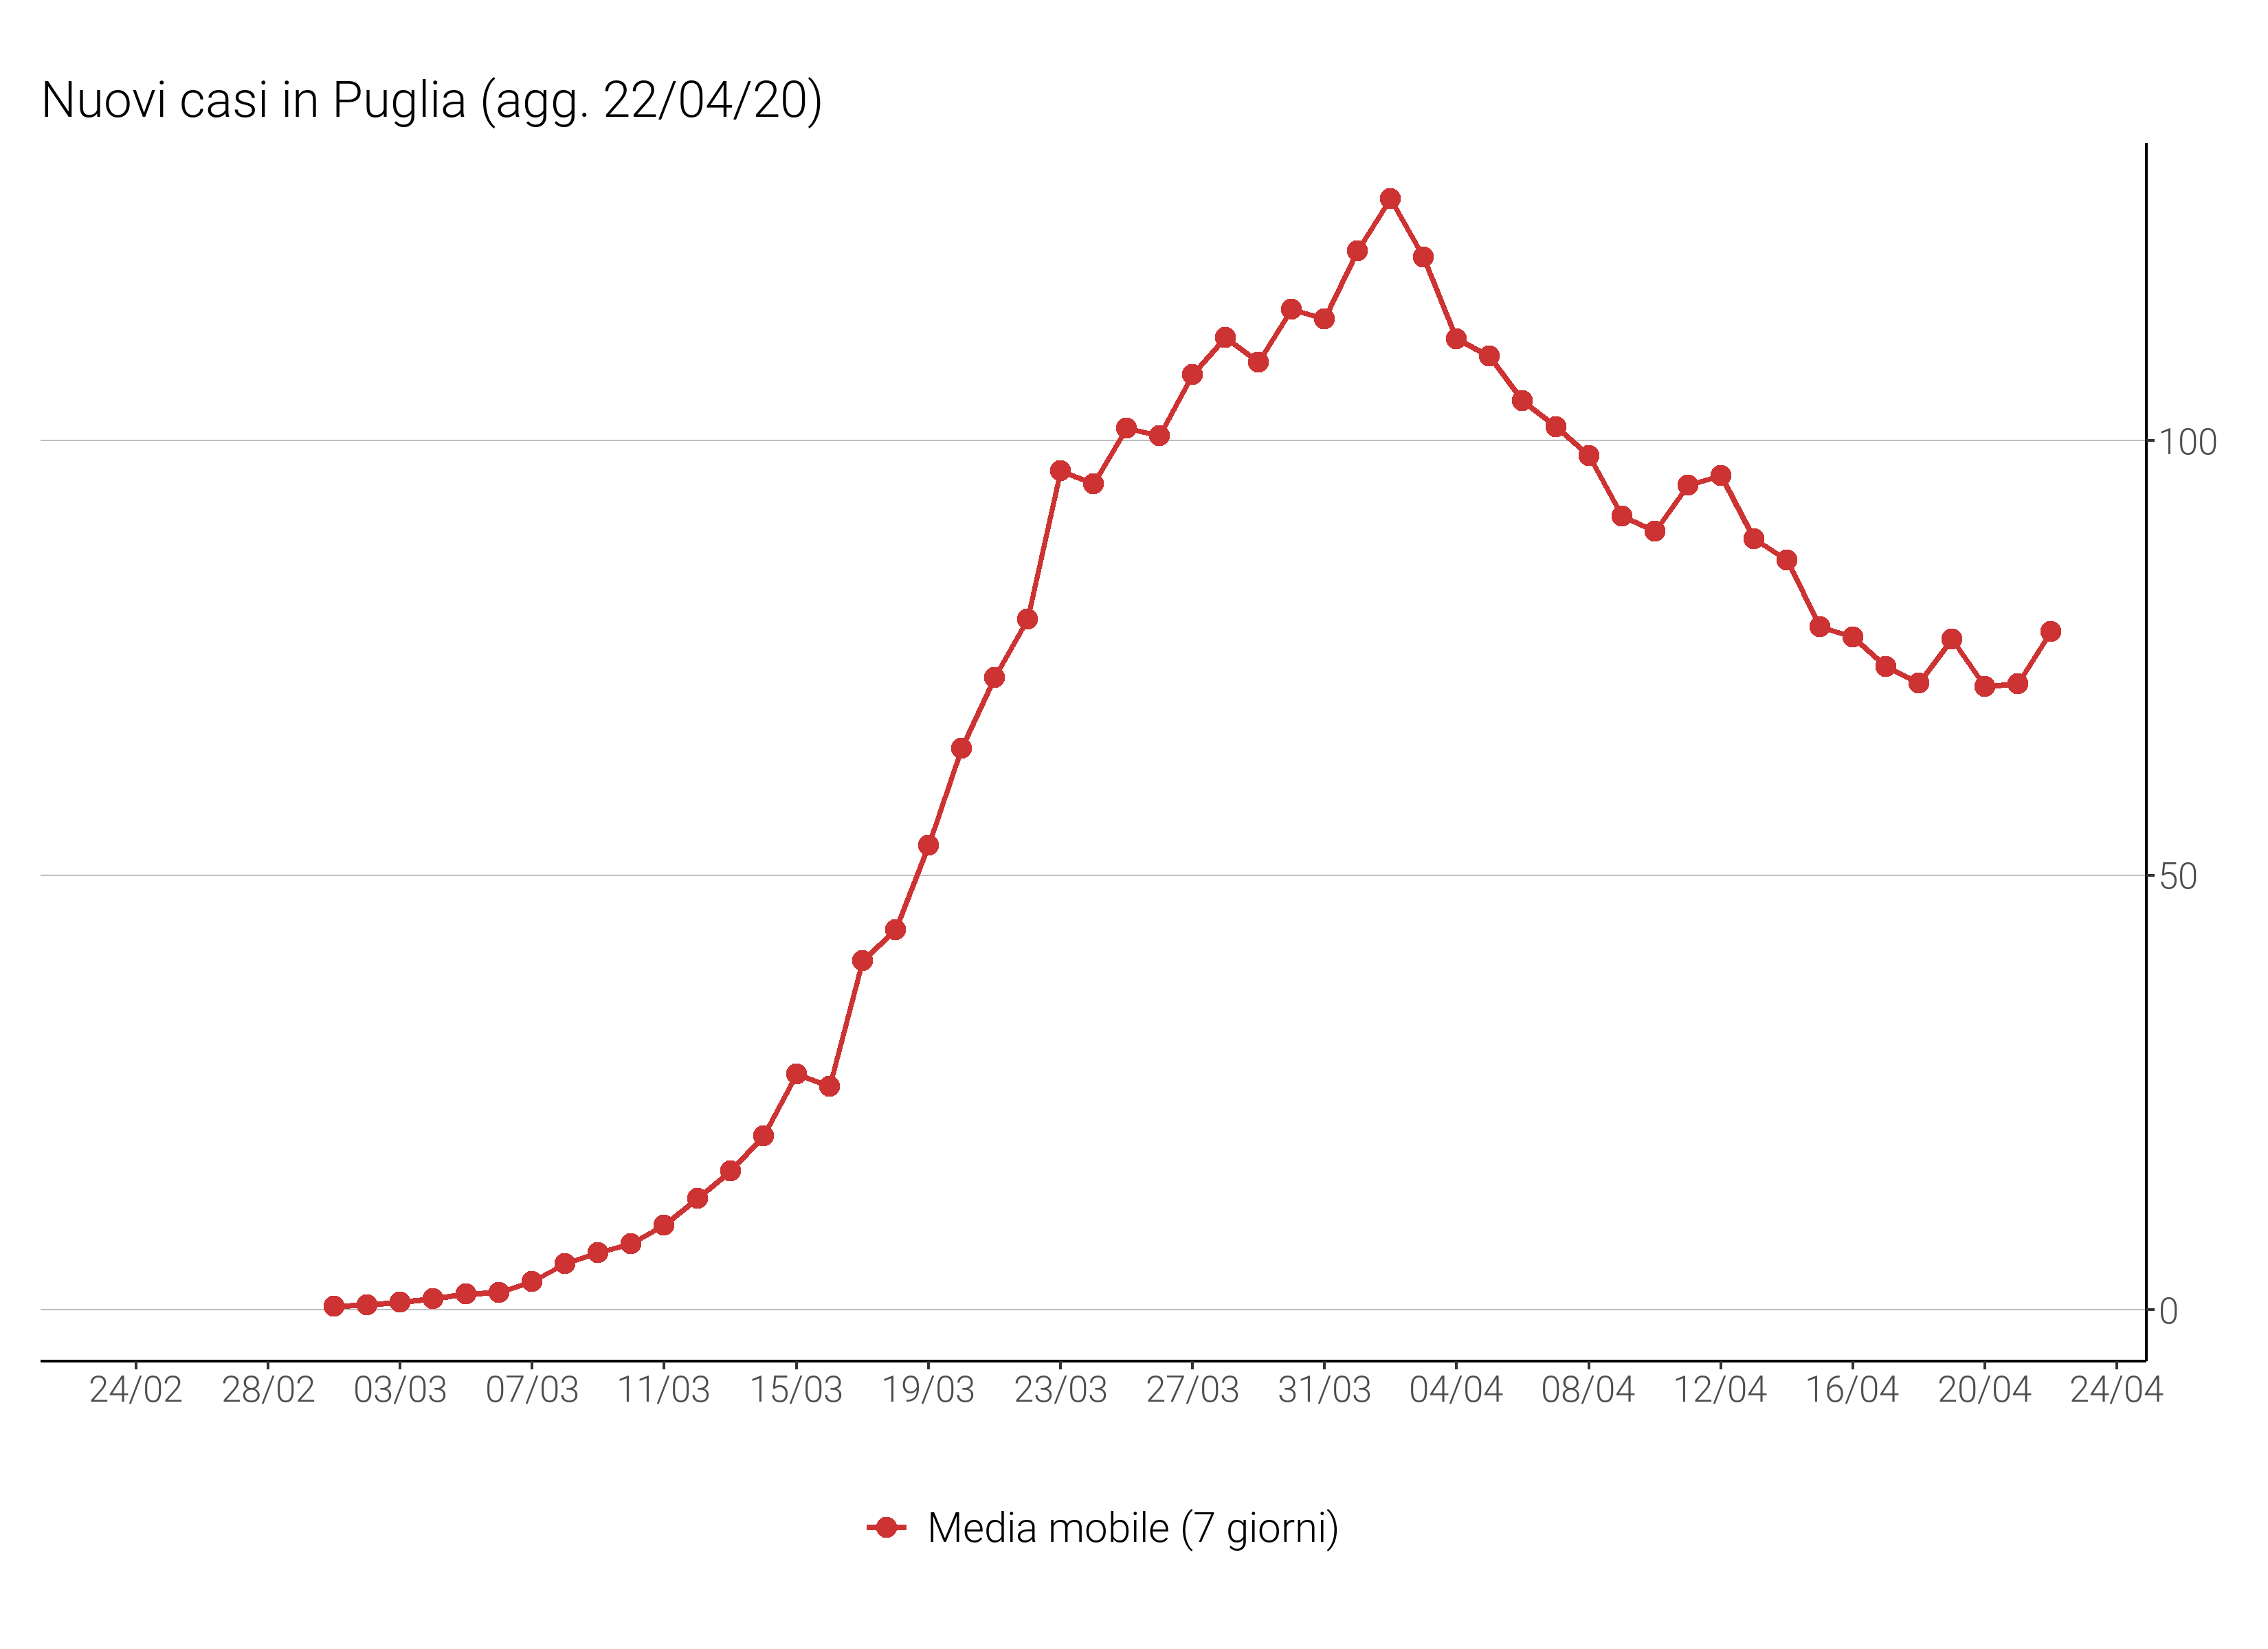 Nuovi casi in Puglia (agg. 22/04/20)
100
50
0
24/02 28/02 03/03 07/03 11/03 15/03 19/03 23/03 27/03 31/03 04/04 08/04 12/04 16/04 20/04 24/04
Media mobile (7 giorni)